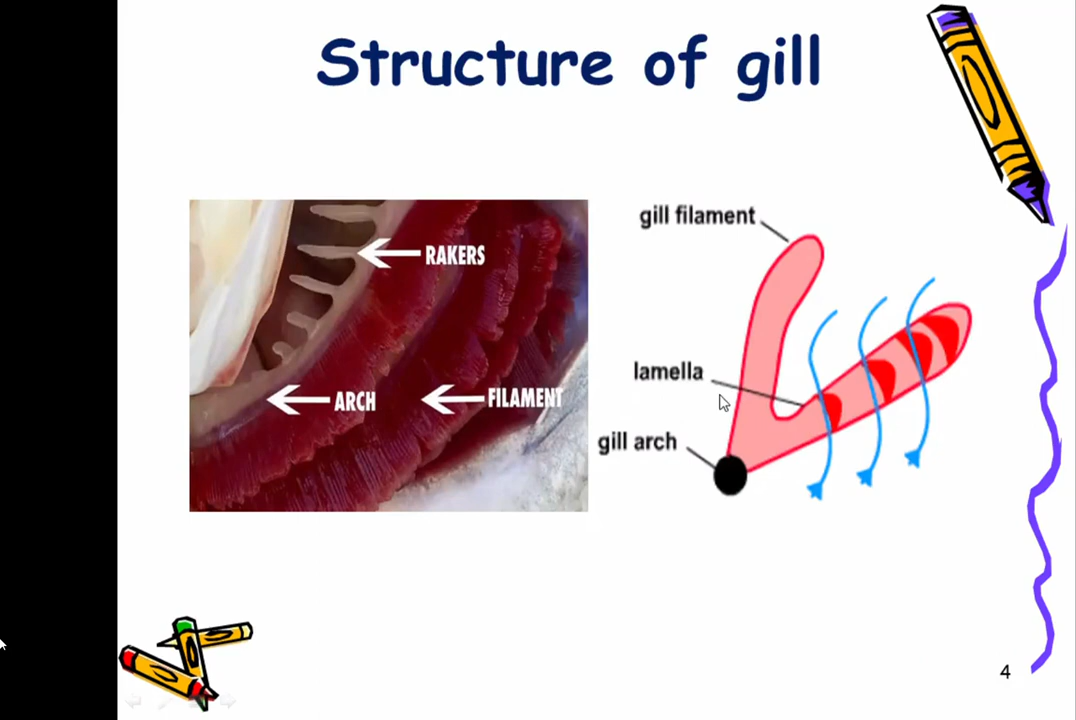 Structure of gill
RAKERS
ARCH
FILAMENT
gill filament
lamella
gill arch
4